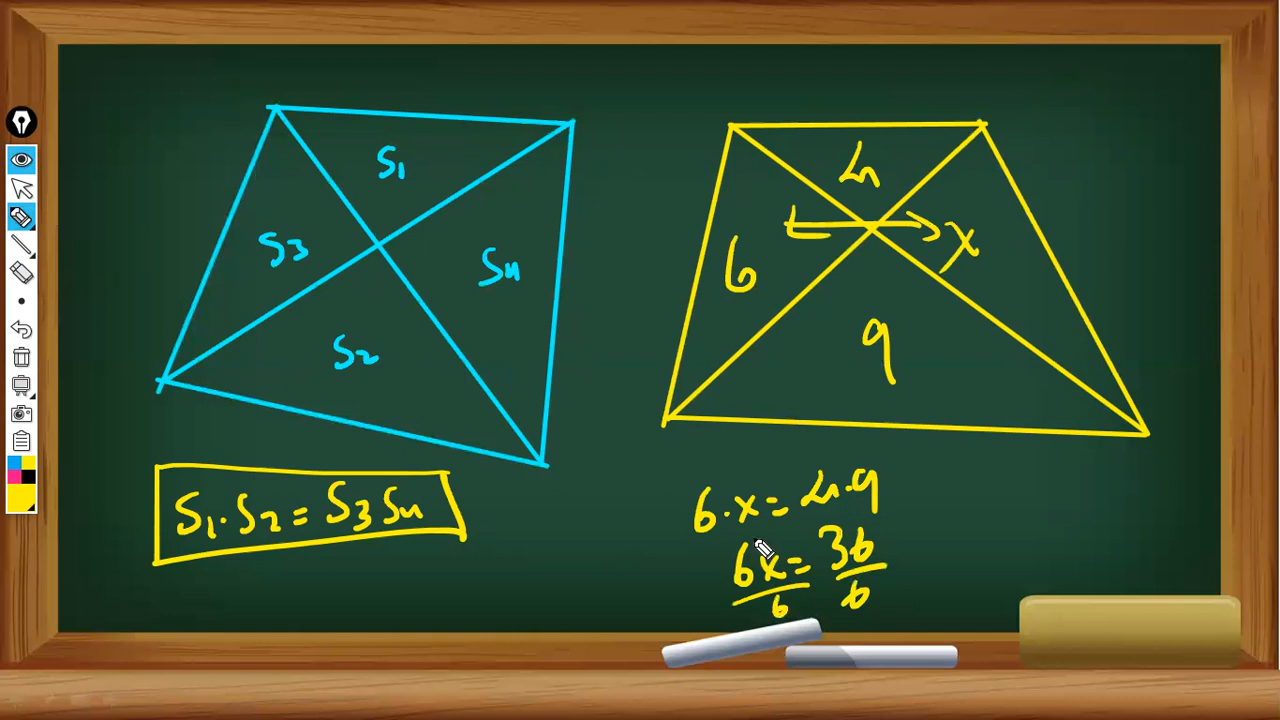 S1
S3
S4
S2
S1 · S2 = S3 S4
4
6
x
9
6 · x = 4 · 9
6x = 36
6 6